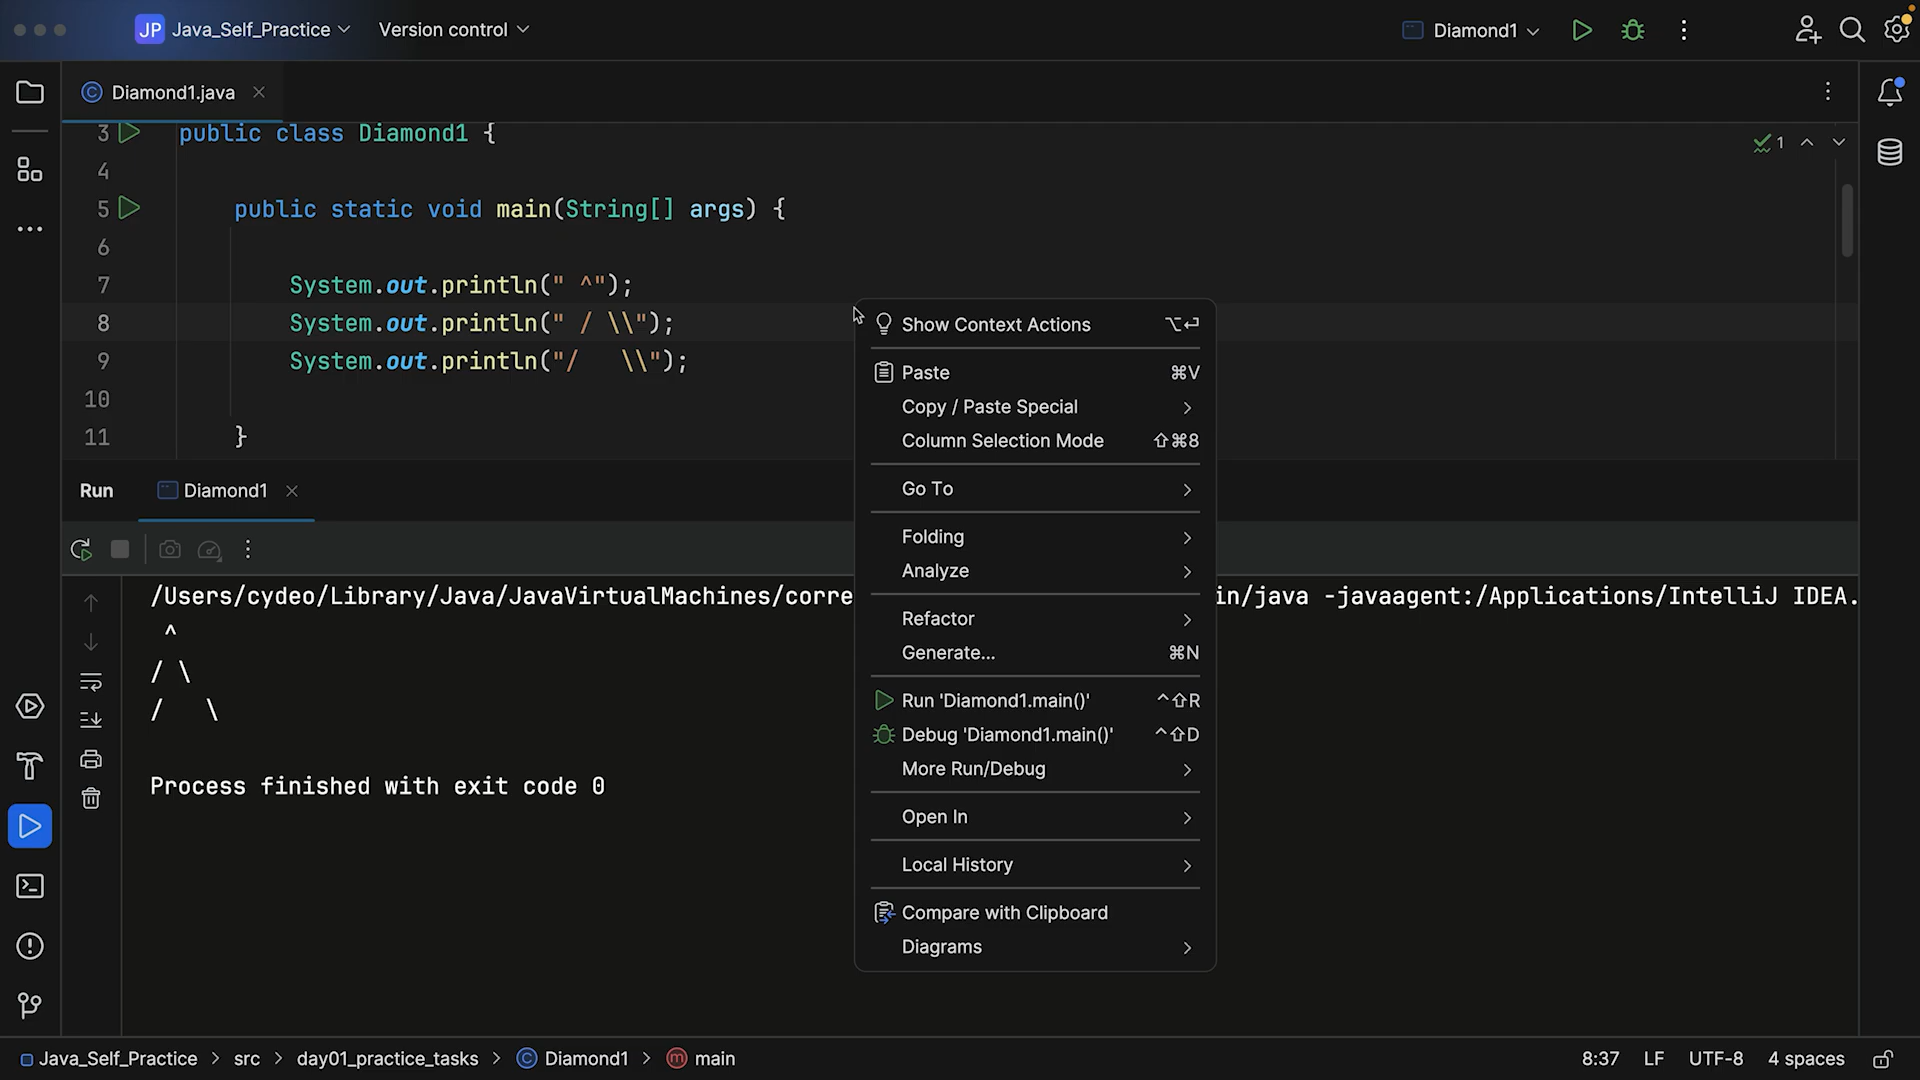 JP Java_Self_Practice Version control Diamond1
Diamond1.java
3 public class Diamond1 {
4
5 public static void main(String[] args) {
6
7 System.out.println(" ^");
8 System.out.println(" / \\");
9 System.out.println("/   \\");
10
11 }
1
Show Context Actions ⌥↩
Paste ⌘V
Copy / Paste Special
Column Selection Mode ⇧⌘8
Go To
Folding
Analyze
Refactor
Generate... ⌘N
Run 'Diamond1.main()' ^⇧R
Debug 'Diamond1.main()' ^⇧D
More Run/Debug
Open In
Local History
Compare with Clipboard
Diagrams
Run Diamond1
/Users/cydeo/Library/Java/JavaVirtualMachines/corre in/java -javaagent:/Applications/IntelliJ IDEA.
 ^
/ \
/   \
Process finished with exit code 0
Java_Self_Practice > src > day01_practice_tasks > C Diamond1 > m main 8:37 LF UTF-8 4 spaces